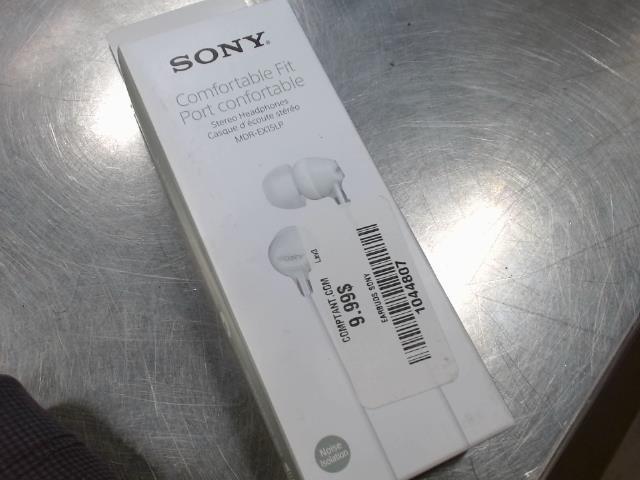 SONY®
Comfortable Fit
Port confortable
Stereo Headphones
Casque d'écoute stéréo
MDR-EX15LP
SONY
COMPTANT.COM
9.99$
EARBUDS SONY
1044807
Noise
Isolation